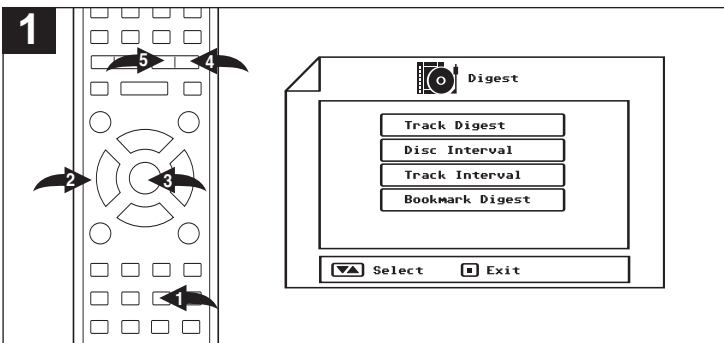 1
5
4
2
3
1
Digest
Track Digest
Disc Interval
Track Interval
Bookmark Digest
Select Exit